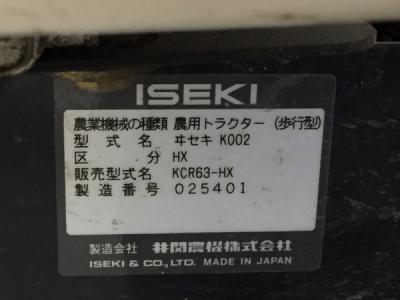 ISEKI
農業機械の種類 農用トラクター(歩行型)
型式名 ヰセキ K002
区分 HX
販売型式名 KCR63-HX
製造番号 025401
製造会社 井関農機株式会社
ISEKI & CO.,LTD. MADE IN JAPAN